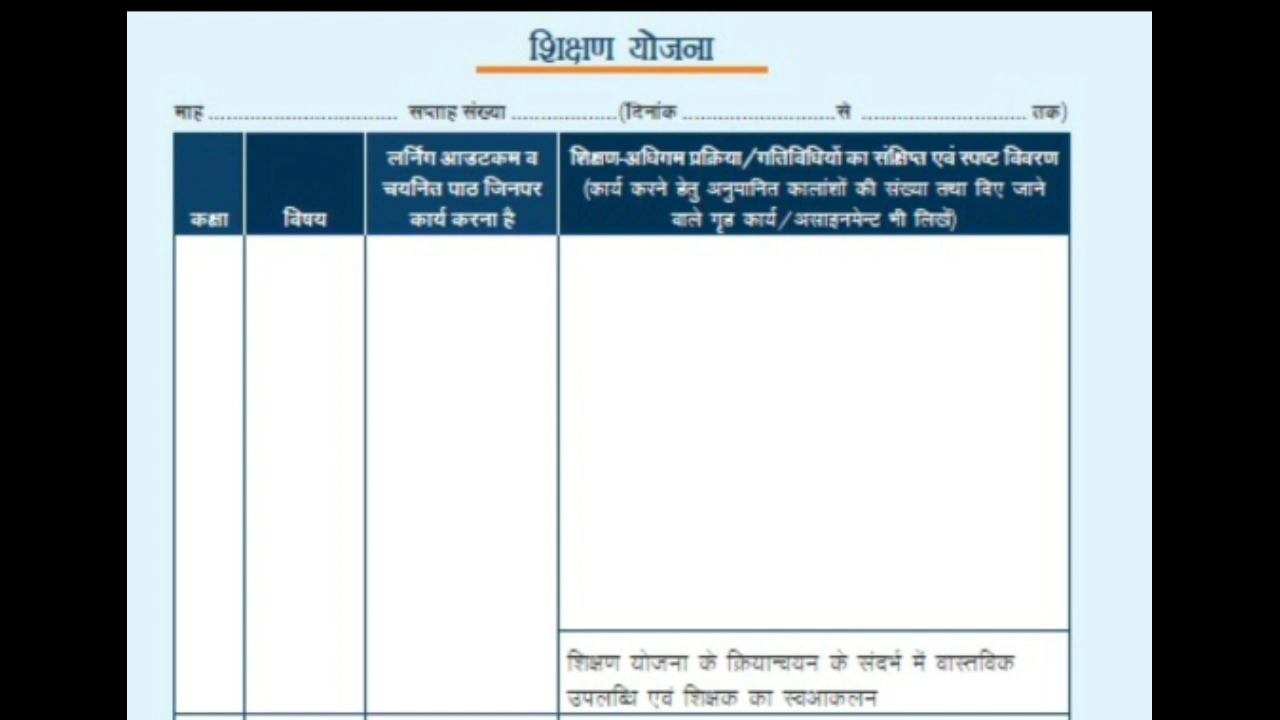 शिक्षण योजना
माह .................................. सप्ताह संख्या ...................(दिनांक ...........................से ............................. तक)
कक्षा
विषय
लर्निंग आउटकम व
चयनित पाठ जिनपर
कार्य करना है
शिक्षण-अधिगम प्रक्रिया/गतिविधियों का संक्षिप्त एवं स्पष्ट विवरण
(कार्य करने हेतु अनुमानित कालांशों की संख्या तथा दिए जाने
वाले गृह कार्य/असाइनमेन्ट भी लिखें)
शिक्षण योजना के क्रियान्वयन के संदर्भ में वास्तविक
उपलब्धि एवं शिक्षक का स्वआकलन